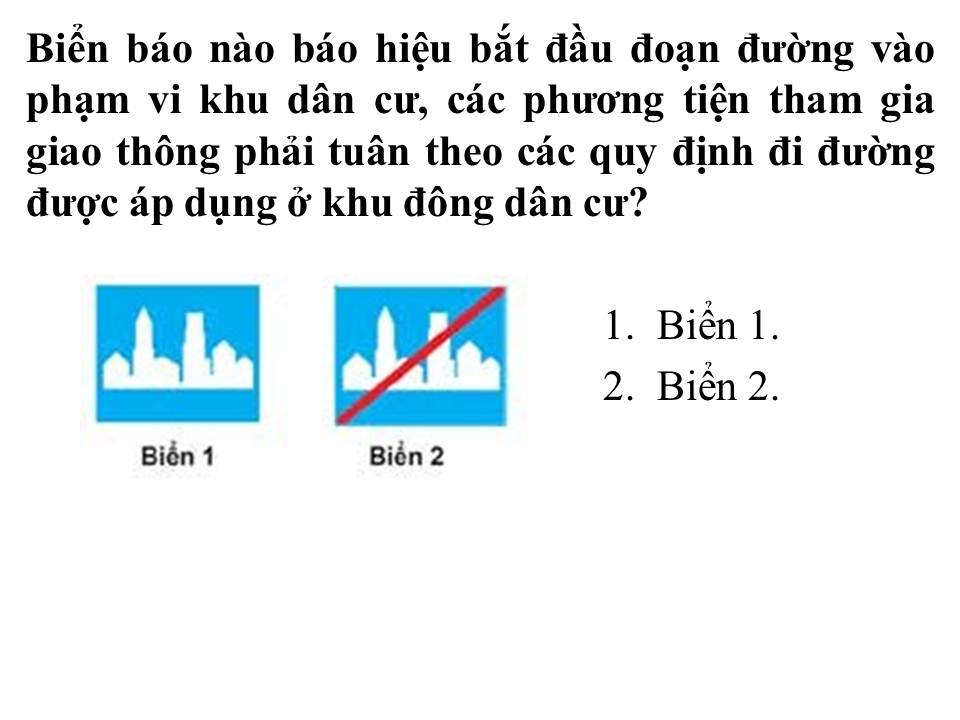 Biển báo nào báo hiệu bắt đầu đoạn đường vào
phạm vi khu dân cư, các phương tiện tham gia
giao thông phải tuân theo các quy định đi đường
được áp dụng ở khu đông dân cư?
1. Biển 1.
2. Biển 2.
Biển 1
Biển 2